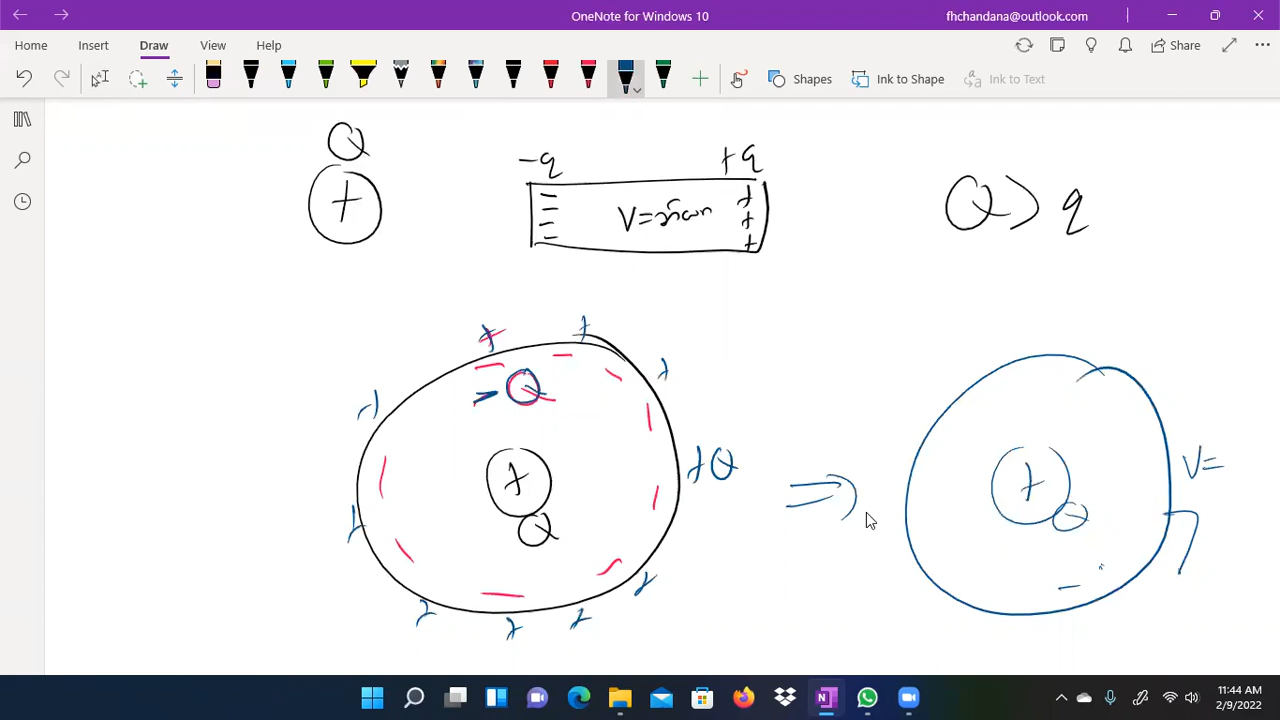 OneNote for Windows 10
fhchandana@outlook.com
Home Insert Draw View Help
Share
Shapes Ink to Shape Ink to Text
Q
+
-q +q
V=
Q > q
+Q
- Q
+
Q
⇒
+
Q
V=
11:44 AM
2/9/2022